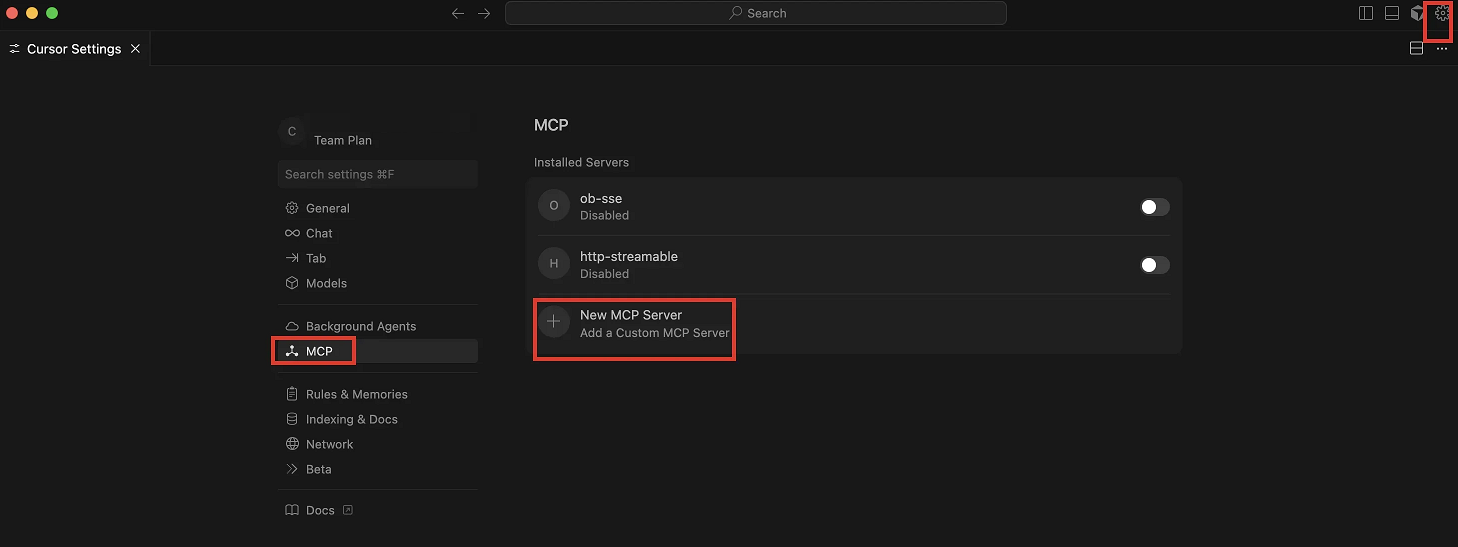 Search
Cursor Settings
C
Team Plan
Search settings ⌘F
General
Chat
Tab
Models
Background Agents
MCP
Rules & Memories
Indexing & Docs
Network
Beta
Docs
MCP
Installed Servers
O
ob-sse
Disabled
H
http-streamable
Disabled
New MCP Server
Add a Custom MCP Server